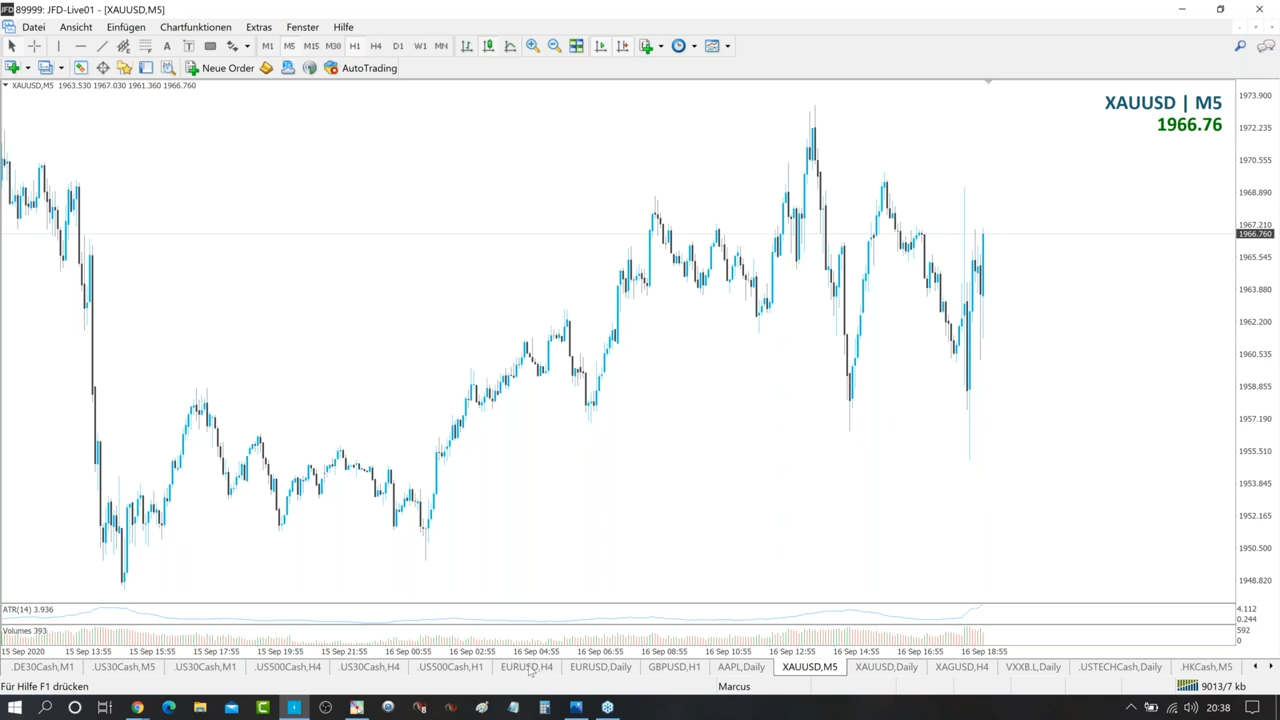 89999: JFD-Live01 - [XAUUSD,M5]
Datei Ansicht Einfügen Chartfunktionen Extras Fenster Hilfe
M1 M5 M15 M30 H1 H4 D1 W1 MN
Neue Order AutoTrading
XAUUSD,M5 1963.530 1967.030 1961.360 1966.760
XAUUSD | M5
1966.76
1973.900
1972.235
1970.555
1968.890
1967.210
1966.760
1965.545
1963.880
1962.200
1960.535
1958.855
1957.190
1955.510
1953.845
1952.165
1950.500
1948.820
ATR(14) 3.936
4.112
0.244
Volumes 393
592
0
15 Sep 2020 15 Sep 13:55 15 Sep 15:55 15 Sep 17:55 15 Sep 19:55 15 Sep 21:55 16 Sep 00:55 16 Sep 02:55 16 Sep 04:55 16 Sep 06:55 16 Sep 08:55 16 Sep 10:55 16 Sep 12:55 16 Sep 14:55 16 Sep 16:55 16 Sep 18:55
.DE30Cash,M1 .US30Cash,M5 .US30Cash,M1 .US500Cash,H4 .US30Cash,H4 .US500Cash,H1 EURUSD,H4 EURUSD,Daily GBPUSD,H1 AAPL,Daily XAUUSD,M5 XAUUSD,Daily XAGUSD,H4 VXXB.L,Daily .USTECHCash,Daily .HKCash,M5
Für Hilfe F1 drücken Marcus 9013/7 kb
20:38